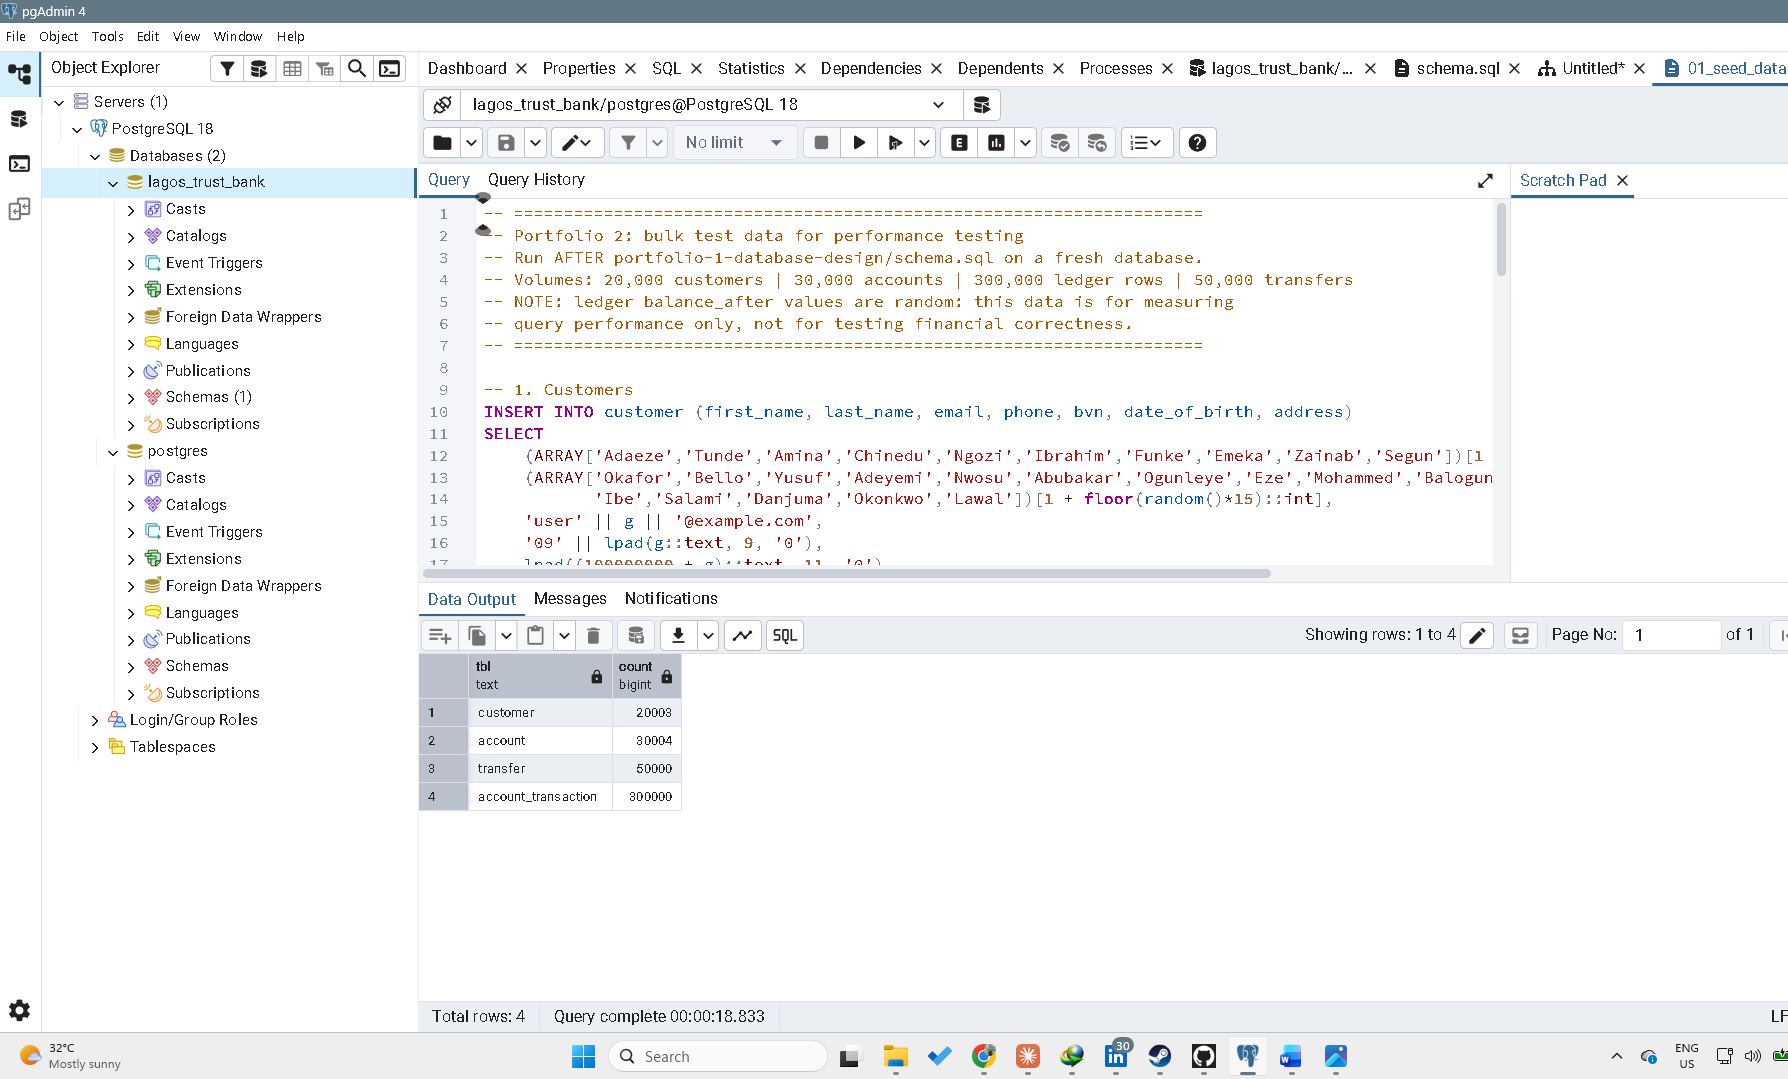 pgAdmin 4
File Object Tools Edit View Window Help
Object Explorer
Dashboard Properties SQL Statistics Dependencies Dependents Processes lagos_trust_bank/... schema.sql Untitled* 01_seed_data
Servers (1)
PostgreSQL 18
Databases (2)
lagos_trust_bank
Casts
Catalogs
Event Triggers
Extensions
Foreign Data Wrappers
Languages
Publications
Schemas (1)
Subscriptions
postgres
Casts
Catalogs
Event Triggers
Extensions
Foreign Data Wrappers
Languages
Publications
Schemas
Subscriptions
Login/Group Roles
Tablespaces
lagos_trust_bank/postgres@PostgreSQL 18
No limit
E
Query Query History
Scratch Pad
1 -- =====================================================================
2 -- Portfolio 2: bulk test data for performance testing
3 -- Run AFTER portfolio-1-database-design/schema.sql on a fresh database.
4 -- Volumes: 20,000 customers | 30,000 accounts | 300,000 ledger rows | 50,000 transfers
5 -- NOTE: ledger balance_after values are random: this data is for measuring
6 -- query performance only, not for testing financial correctness.
7 -- =====================================================================
8
9 -- 1. Customers
10 INSERT INTO customer (first_name, last_name, email, phone, bvn, date_of_birth, address)
11 SELECT
12 (ARRAY['Adaeze','Tunde','Amina','Chinedu','Ngozi','Ibrahim','Funke','Emeka','Zainab','Segun'])[1
13 (ARRAY['Okafor','Bello','Yusuf','Adeyemi','Nwosu','Abubakar','Ogunleye','Eze','Mohammed','Balogun
14 'Ibe','Salami','Danjuma','Okonkwo','Lawal'])[1 + floor(random()*15)::int],
15 'user' || g || '@example.com',
16 '09' || lpad(g::text, 9, '0'),
17 lpad((100000000 + g)::text, 11, '0')
Data Output Messages Notifications
SQL
Showing rows: 1 to 4
Page No: 1 of 1
tbl text count bigint
1 customer 20003
2 account 30004
3 transfer 50000
4 account_transaction 300000
Total rows: 4 Query complete 00:00:18.833
LF
32°C
Mostly sunny
Search
30
ENG
US